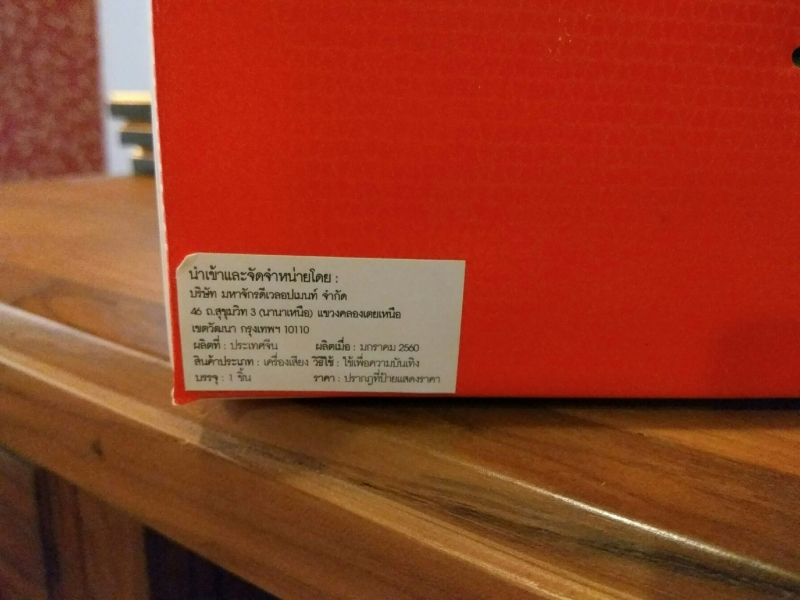 นำเข้าและจัดจำหน่ายโดย :
บริษัท มหาจักรดีเวลอปเมนท์ จำกัด
46 ถ.สุขุมวิท 3 (นานาเหนือ) แขวงคลองเตยเหนือ
เขตวัฒนา กรุงเทพฯ 10110
ผลิตที่ : ประเทศจีน ผลิตเมื่อ : มกราคม 2560
สินค้าประเภท : เครื่องเสียง วิธีใช้ : ใช้เพื่อความบันเทิง
บรรจุ : 1 ชิ้น ราคา : ปรากฏที่ป้ายแสดงราคา